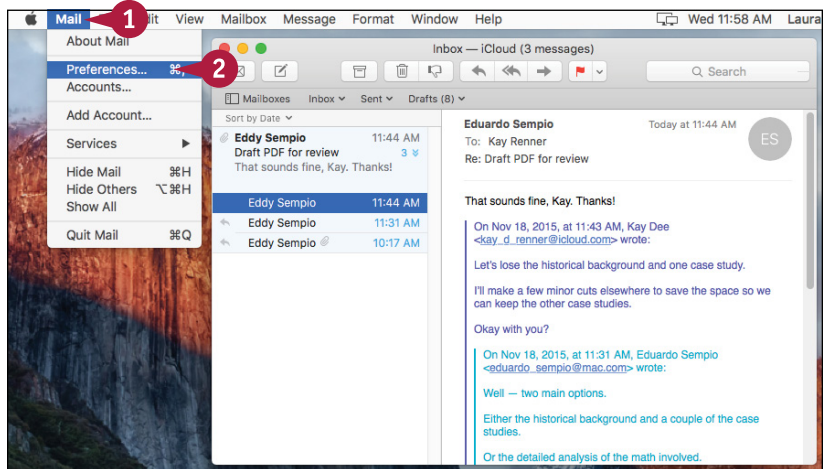 Mail 1 it View Mailbox Message Format Window Help Wed 11:58 AM Laura
About Mail
Preferences... ⌘, 2
Accounts...
Add Account...
Services ▶
Hide Mail ⌘H
Hide Others ⌥⌘H
Show All
Quit Mail ⌘Q
Inbox — iCloud (3 messages)
Search
Mailboxes Inbox Sent Drafts (8)
Sort by Date
Eddy Sempio 11:44 AM
Draft PDF for review 3
That sounds fine, Kay. Thanks!
Eddy Sempio 11:44 AM
Eddy Sempio 11:31 AM
Eddy Sempio 10:17 AM
Eduardo Sempio Today at 11:44 AM
ES
To: Kay Renner
Re: Draft PDF for review
That sounds fine, Kay. Thanks!
On Nov 18, 2015, at 11:43 AM, Kay Dee
<kay_d_renner@icloud.com> wrote:
Let's lose the historical background and one case study.
I'll make a few minor cuts elsewhere to save the space so we
can keep the other case studies.
Okay with you?
On Nov 18, 2015, at 11:31 AM, Eduardo Sempio
<eduardo_sempio@mac.com> wrote:
Well — two main options.
Either the historical background and a couple of the case
studies.
Or the detailed analysis of the math involved.